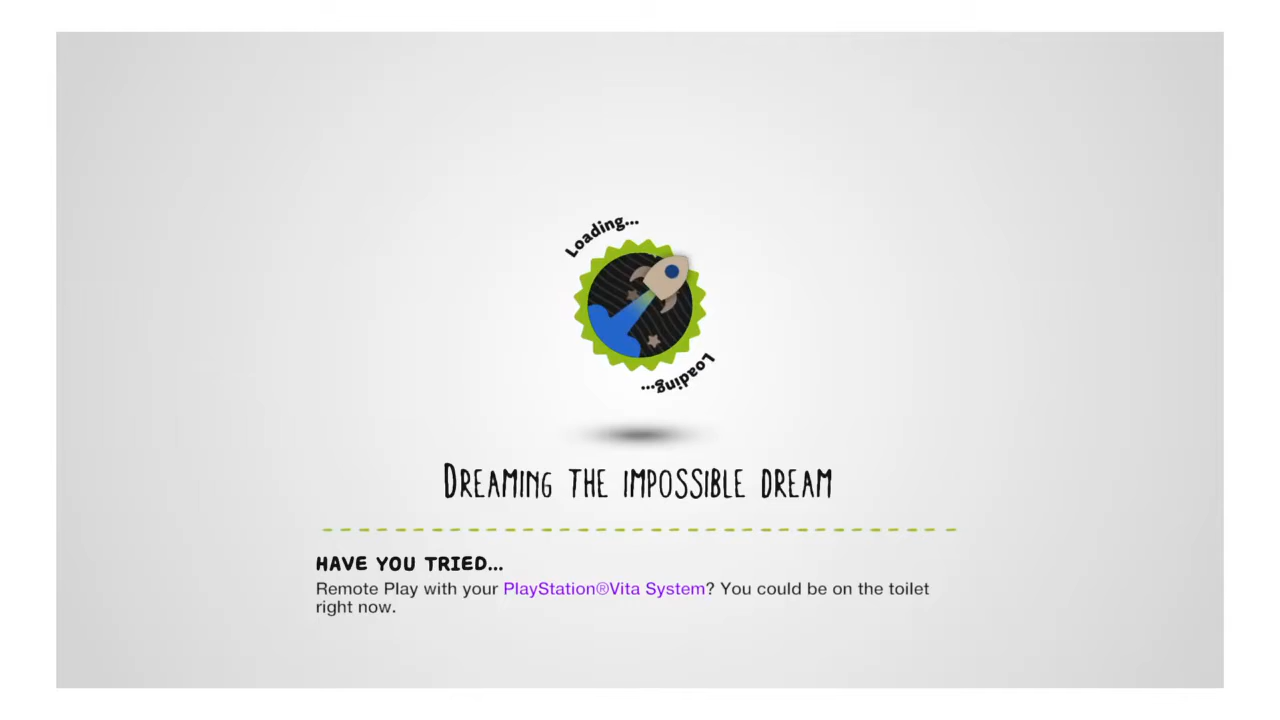 Loading...
Loading...
Dreaming the impossible dream
HAVE YOU TRIED...
Remote Play with your PlayStation®Vita System? You could be on the toilet
right now.